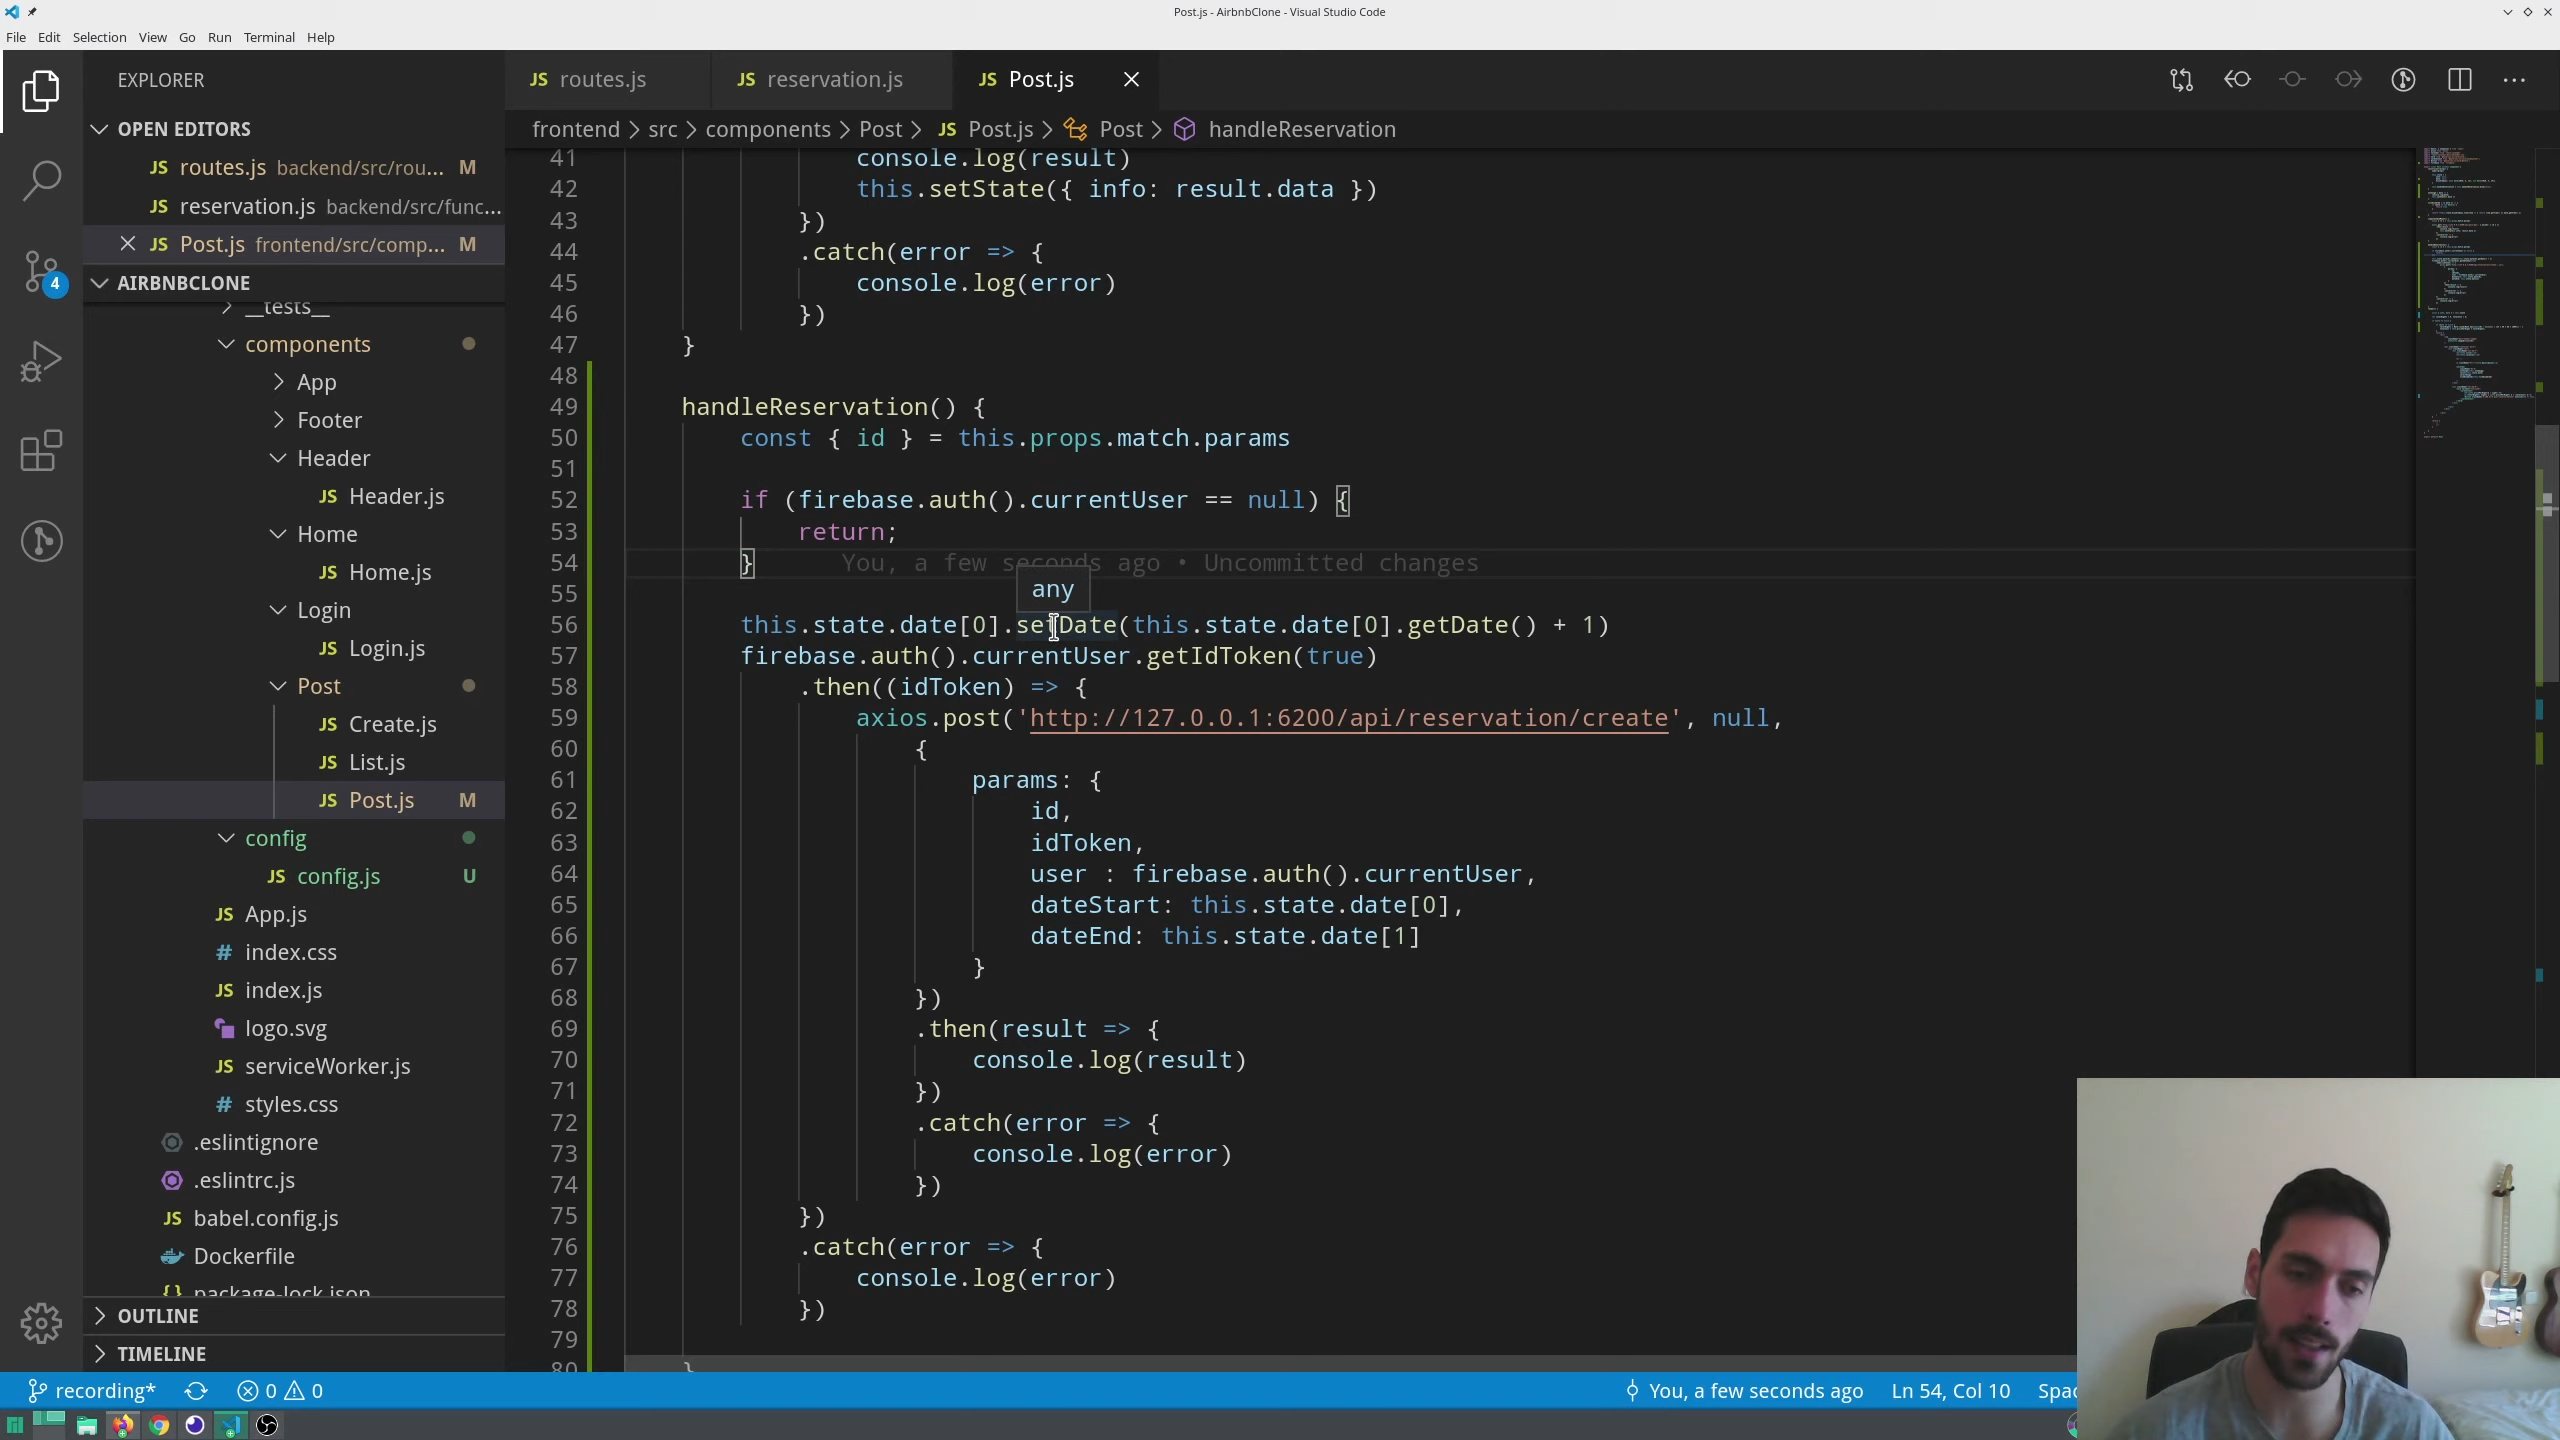 Post.js - AirbnbClone - Visual Studio Code
File Edit Selection View Go Run Terminal Help
EXPLORER
OPEN EDITORS
JS routes.js backend/src/rou... M
JS reservation.js backend/src/func...
JS Post.js frontend/src/comp... M
AIRBNBCLONE
__tests__
components
App
Footer
Header
JS Header.js
Home
JS Home.js
Login
JS Login.js
Post
JS Create.js
JS List.js
JS Post.js M
config
JS config.js U
JS App.js
# index.css
JS index.js
logo.svg
JS serviceWorker.js
# styles.css
.eslintignore
.eslintrc.js
JS babel.config.js
Dockerfile
{} package-lock.json
OUTLINE
TIMELINE
4
JS routes.js JS reservation.js JS Post.js
frontend > src > components > Post > JS Post.js > Post > handleReservation
41 console.log(result)
42 this.setState({ info: result.data })
43 })
44 .catch(error => {
45 console.log(error)
46 })
47 }
48
49 handleReservation() {
50 const { id } = this.props.match.params
51
52 if (firebase.auth().currentUser == null) {
53 return;
54 } You, a few seconds ago • Uncommitted changes
any
55
56 this.state.date[0].setDate(this.state.date[0].getDate() + 1)
57 firebase.auth().currentUser.getIdToken(true)
58 .then((idToken) => {
59 axios.post('http://127.0.0.1:6200/api/reservation/create', null,
60 {
61 params: {
62 id,
63 idToken,
64 user : firebase.auth().currentUser,
65 dateStart: this.state.date[0],
66 dateEnd: this.state.date[1]
67 }
68 })
69 .then(result => {
70 console.log(result)
71 })
72 .catch(error => {
73 console.log(error)
74 })
75 })
76 .catch(error => {
77 console.log(error)
78 })
79
80 }
recording* 0 0 You, a few seconds ago Ln 54, Col 10 Spac